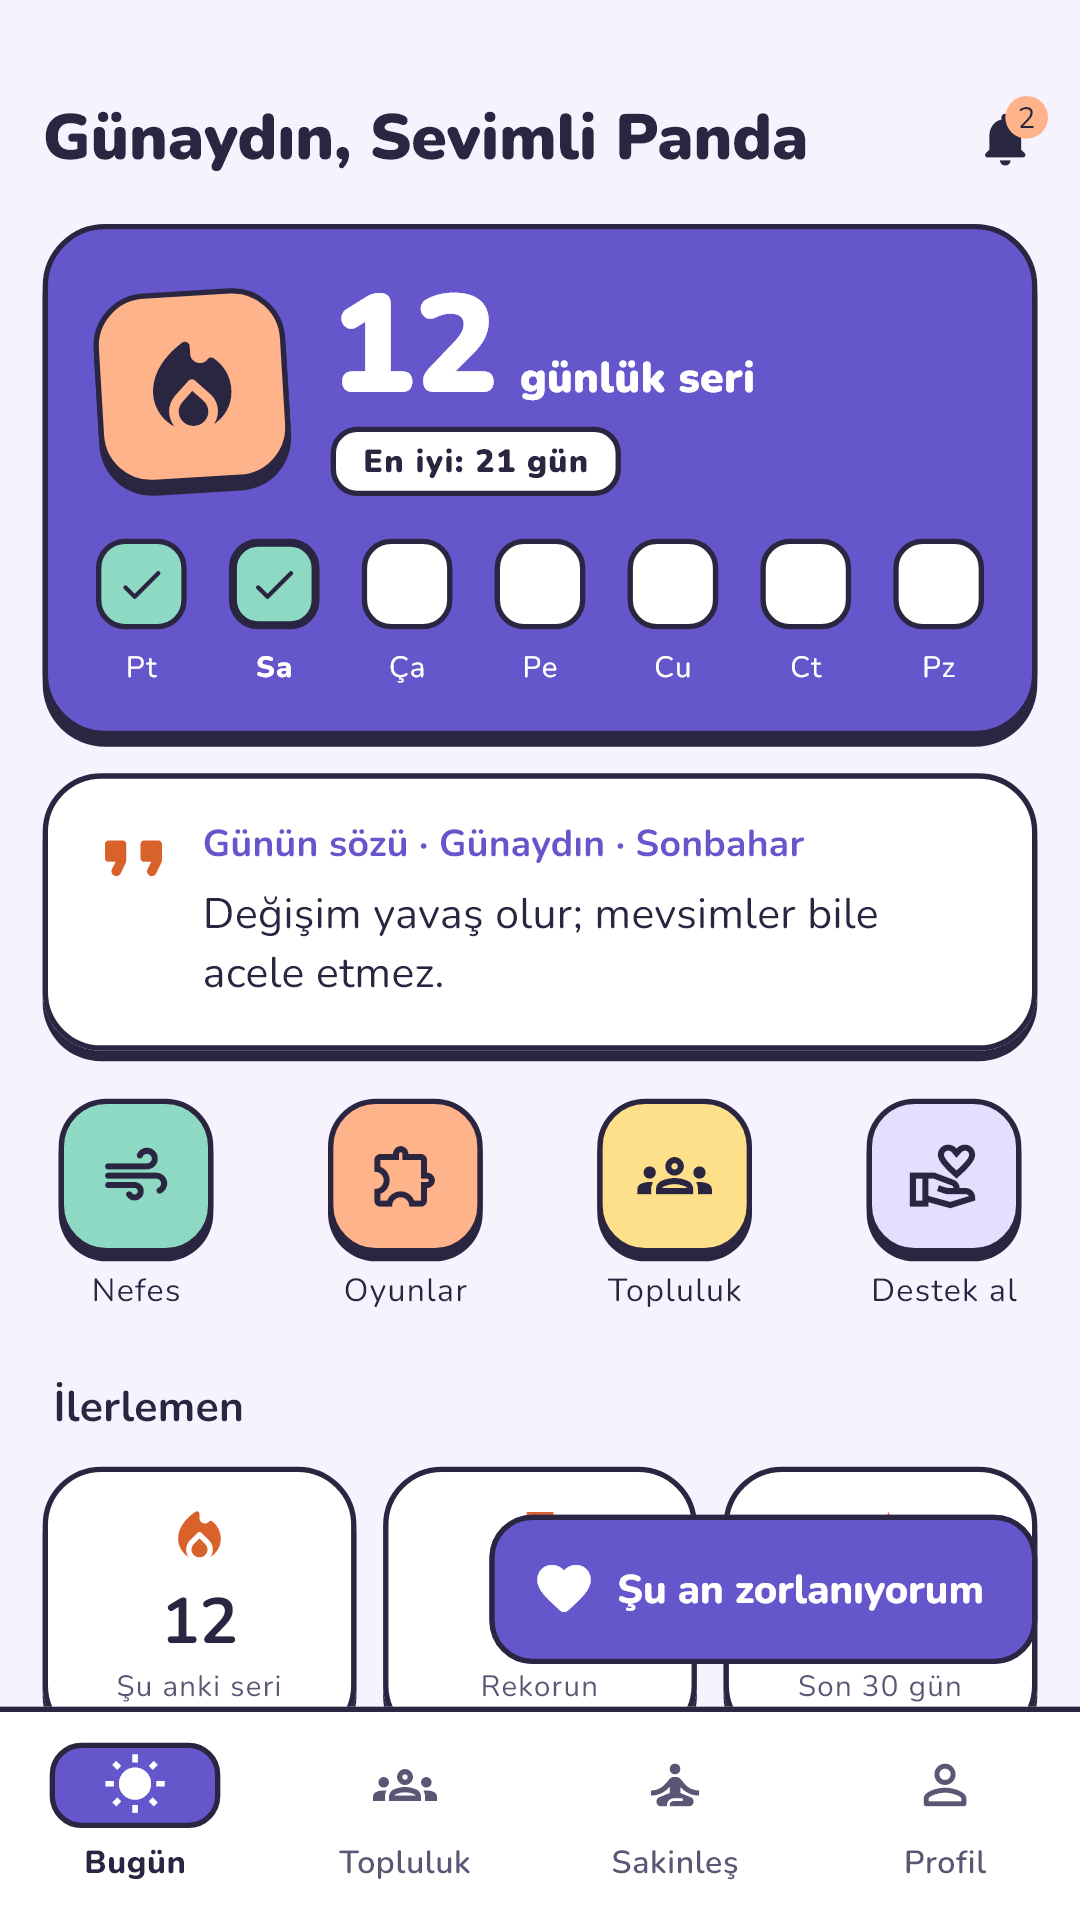 Günaydın, Sevimli Panda
2
12 günlük seri
En iyi: 21 gün
Pt Sa Ça Pe Cu Ct Pz
Günün sözü · Günaydın · Sonbahar
Değişim yavaş olur; mevsimler bile
acele etmez.
Nefes Oyunlar Topluluk Destek al
İlerlemen
Şu an zorlanıyorum
12
Şu anki seri Rekorun Son 30 gün
Bugün Topluluk Sakinleş Profil